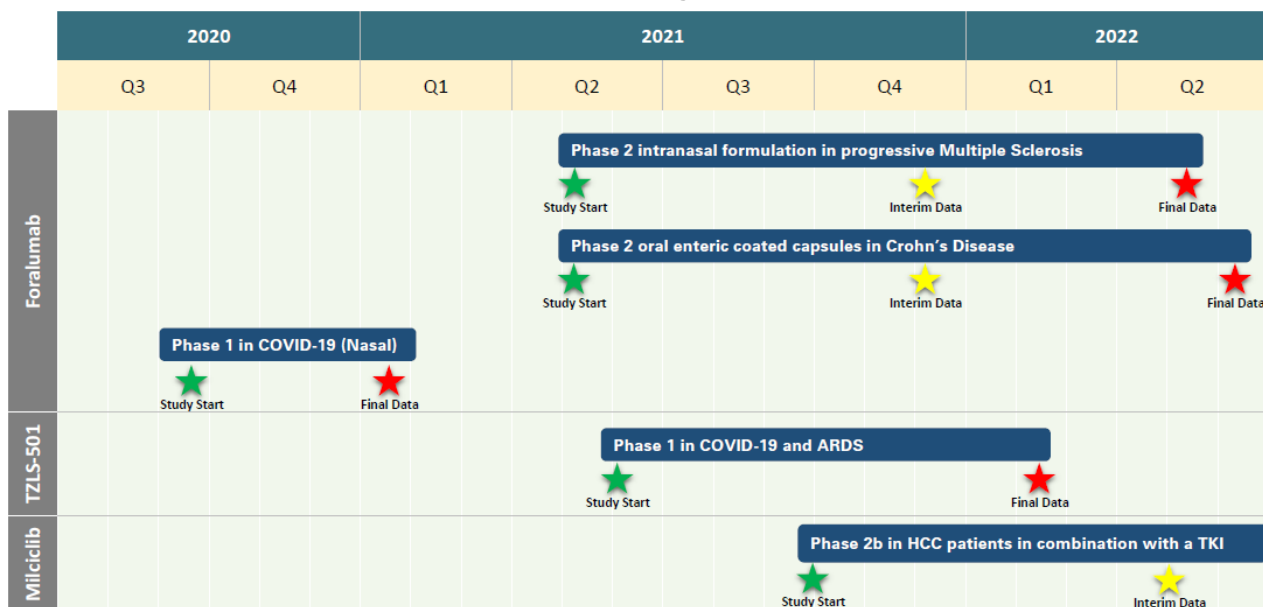 2020 2021 2022
Q3 Q4 Q1 Q2 Q3 Q4 Q1 Q2
Foralumab
Phase 2 intranasal formulation in progressive Multiple Sclerosis
Study Start Interim Data Final Data
Phase 2 oral enteric coated capsules in Crohn's Disease
Study Start Interim Data Final Data
Phase 1 in COVID-19 (Nasal)
Study Start Final Data
TZLS-501
Phase 1 in COVID-19 and ARDS
Study Start Final Data
Milciclib
Phase 2b in HCC patients in combination with a TKI
Study Start Interim Data